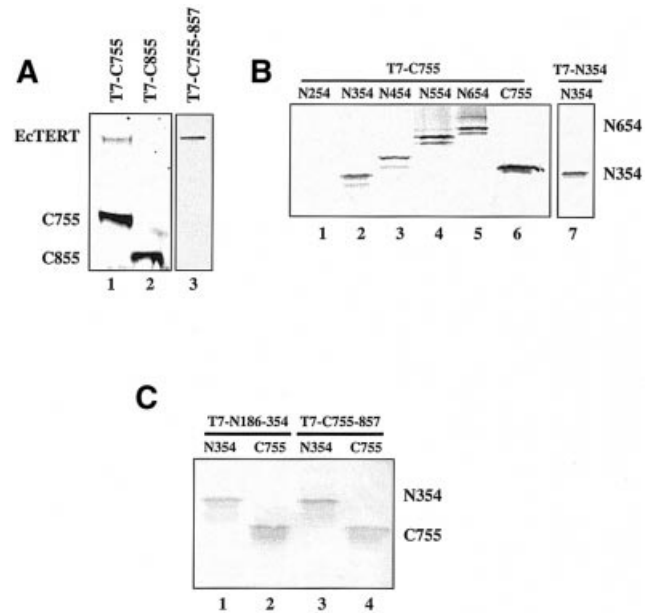 A
T7-C755
T7-C855
T7-C755-857
EcTERT
C755
C855
1 2 3
B
T7-C755 T7-N354
N254 N354 N454 N554 N654 C755 N354
N654
N354
1 2 3 4 5 6 7
C
T7-N186-354 T7-C755-857
N354 C755 N354 C755
N354
C755
1 2 3 4